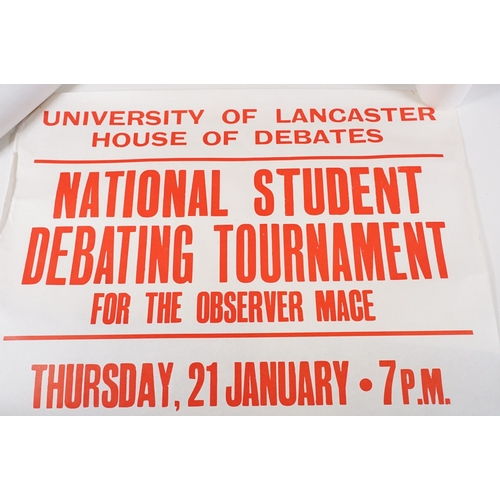 UNIVERSITY OF LANCASTER
HOUSE OF DEBATES
NATIONAL STUDENT
DEBATING TOURNAMENT
FOR THE OBSERVER MACE
THURSDAY, 21 JANUARY • 7 P.M.